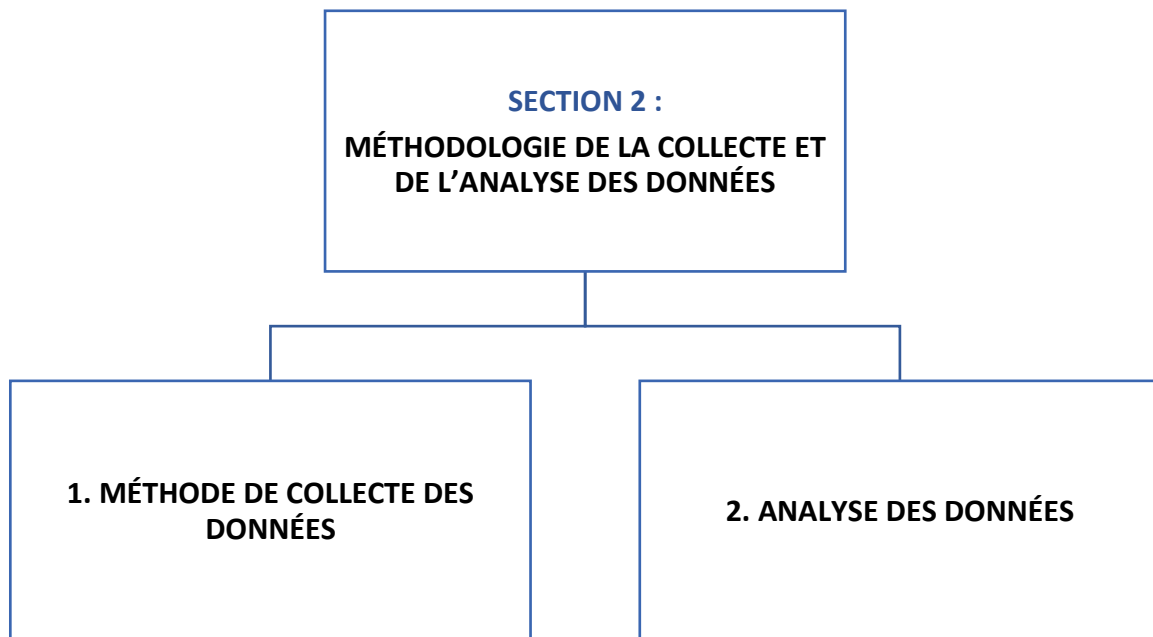 SECTION 2 :
MÉTHODOLOGIE DE LA COLLECTE ET
DE L’ANALYSE DES DONNÉES
1. MÉTHODE DE COLLECTE DES
DONNÉES
2. ANALYSE DES DONNÉES